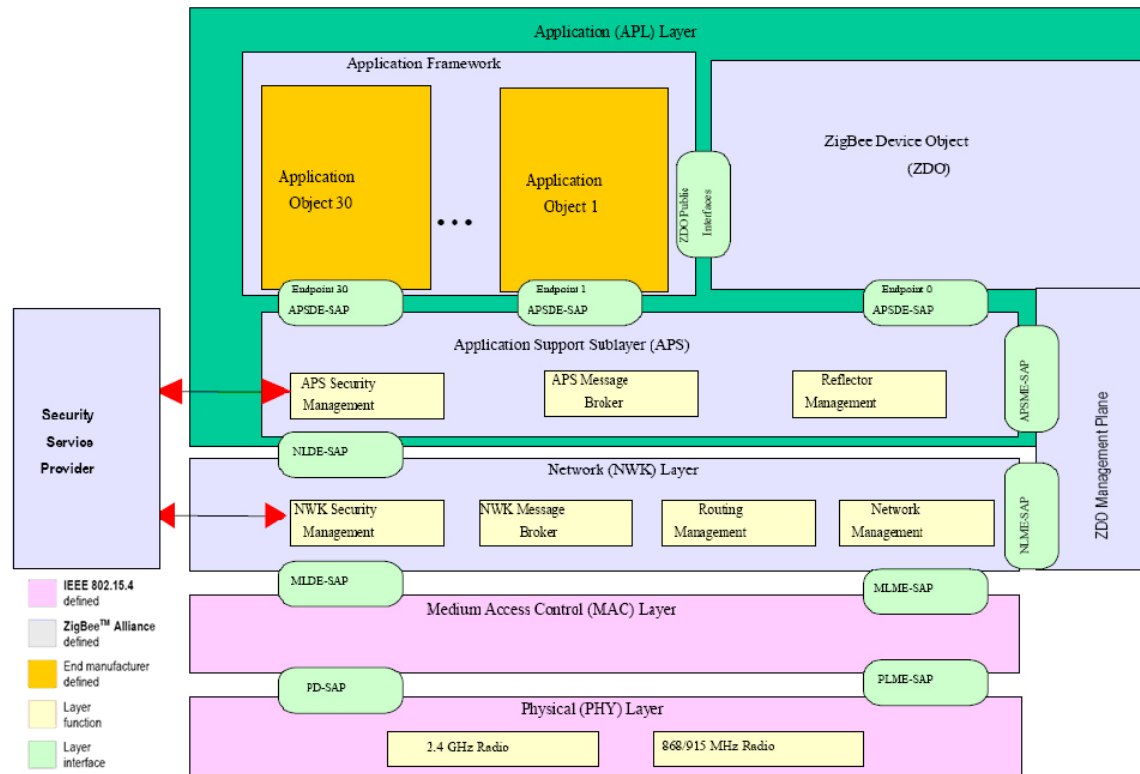 Application (APL) Layer
Application Framework
Application
Object 30
...
Application
Object 1
ZDO Public
Interfaces
ZigBee Device Object
(ZDO)
Endpoint 30
APSDE-SAP
Endpoint 1
APSDE-SAP
Endpoint 0
APSDE-SAP
Application Support Sublayer (APS)
APS Security
Management
APS Message
Broker
Reflector
Management
APSME-SAP
Security
Service
Provider
NLDE-SAP
Network (NWK) Layer
NWK Security
Management
NWK Message
Broker
Routing
Management
Network
Management
NLME-SAP
ZDO Management Plane
MLDE-SAP
MLME-SAP
Medium Access Control (MAC) Layer
PD-SAP
PLME-SAP
Physical (PHY) Layer
2.4 GHz Radio
868/915 MHz Radio
IEEE 802.15.4
defined
ZigBee™ Alliance
defined
End manufacturer
defined
Layer
function
Layer
interface